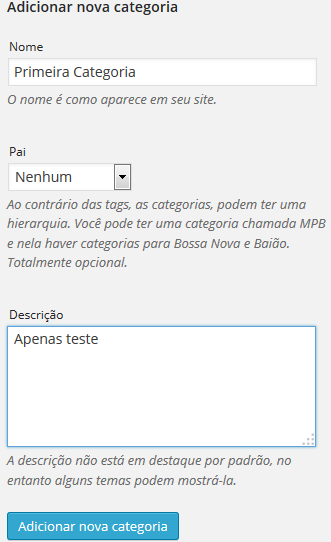 Adicionar nova categoria
Nome
Primeira Categoria
O nome é como aparece em seu site.
Pai
Nenhum
Ao contrário das tags, as categorias, podem ter uma
hierarquia. Você pode ter uma categoria chamada MPB
e nela haver categorias para Bossa Nova e Baião.
Totalmente opcional.
Descrição
Apenas teste
A descrição não está em destaque por padrão, no
entanto alguns temas podem mostrá-la.
Adicionar nova categoria